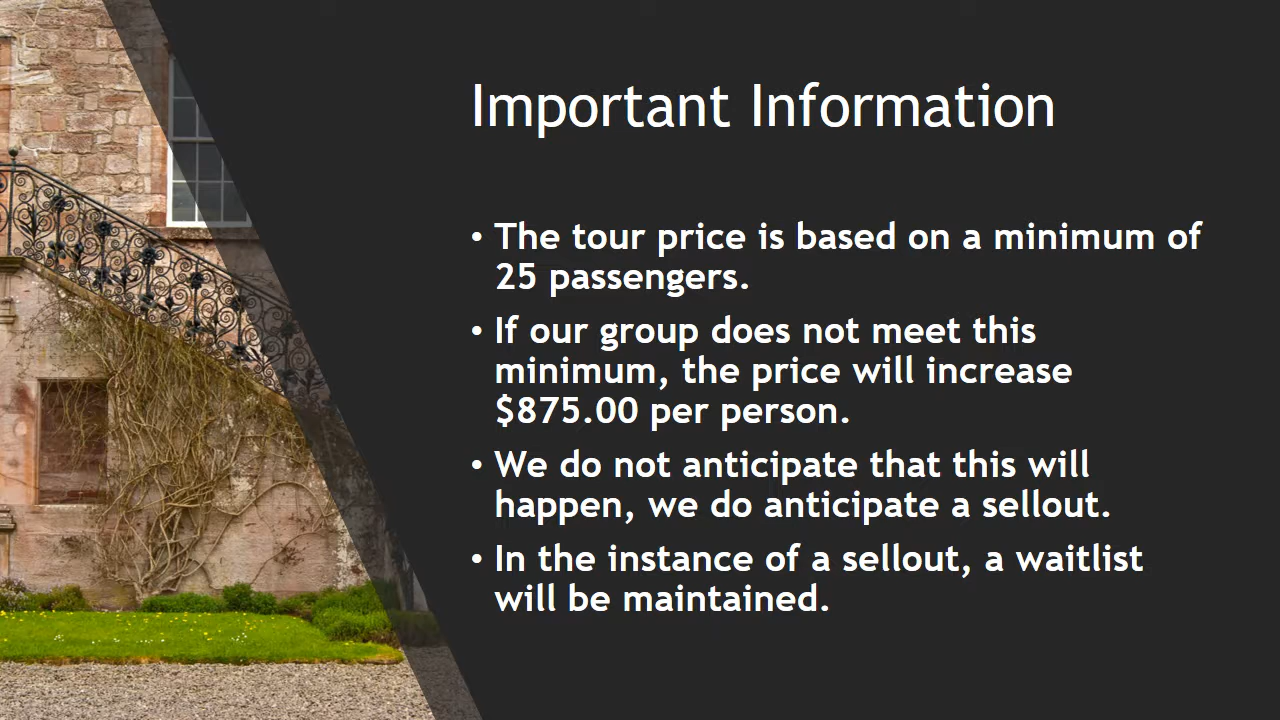 Important Information
• The tour price is based on a minimum of
25 passengers.
• If our group does not meet this
minimum, the price will increase
$875.00 per person.
• We do not anticipate that this will
happen, we do anticipate a sellout.
• In the instance of a sellout, a waitlist
will be maintained.